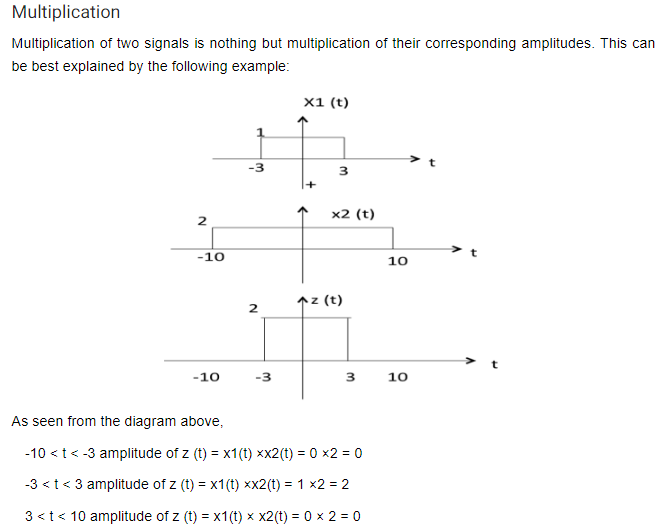 Multiplication
Multiplication of two signals is nothing but multiplication of their corresponding amplitudes. This can
be best explained by the following example:
X1 (t)
1
t
-3
3
+
2
x2 (t)
t
-10
10
2
z (t)
t
-10
-3
3
10
As seen from the diagram above,
-10 < t < -3 amplitude of z (t) = x1(t) ×x2(t) = 0 ×2 = 0
-3 < t < 3 amplitude of z (t) = x1(t) ×x2(t) = 1 ×2 = 2
3 < t < 10 amplitude of z (t) = x1(t) × x2(t) = 0 × 2 = 0